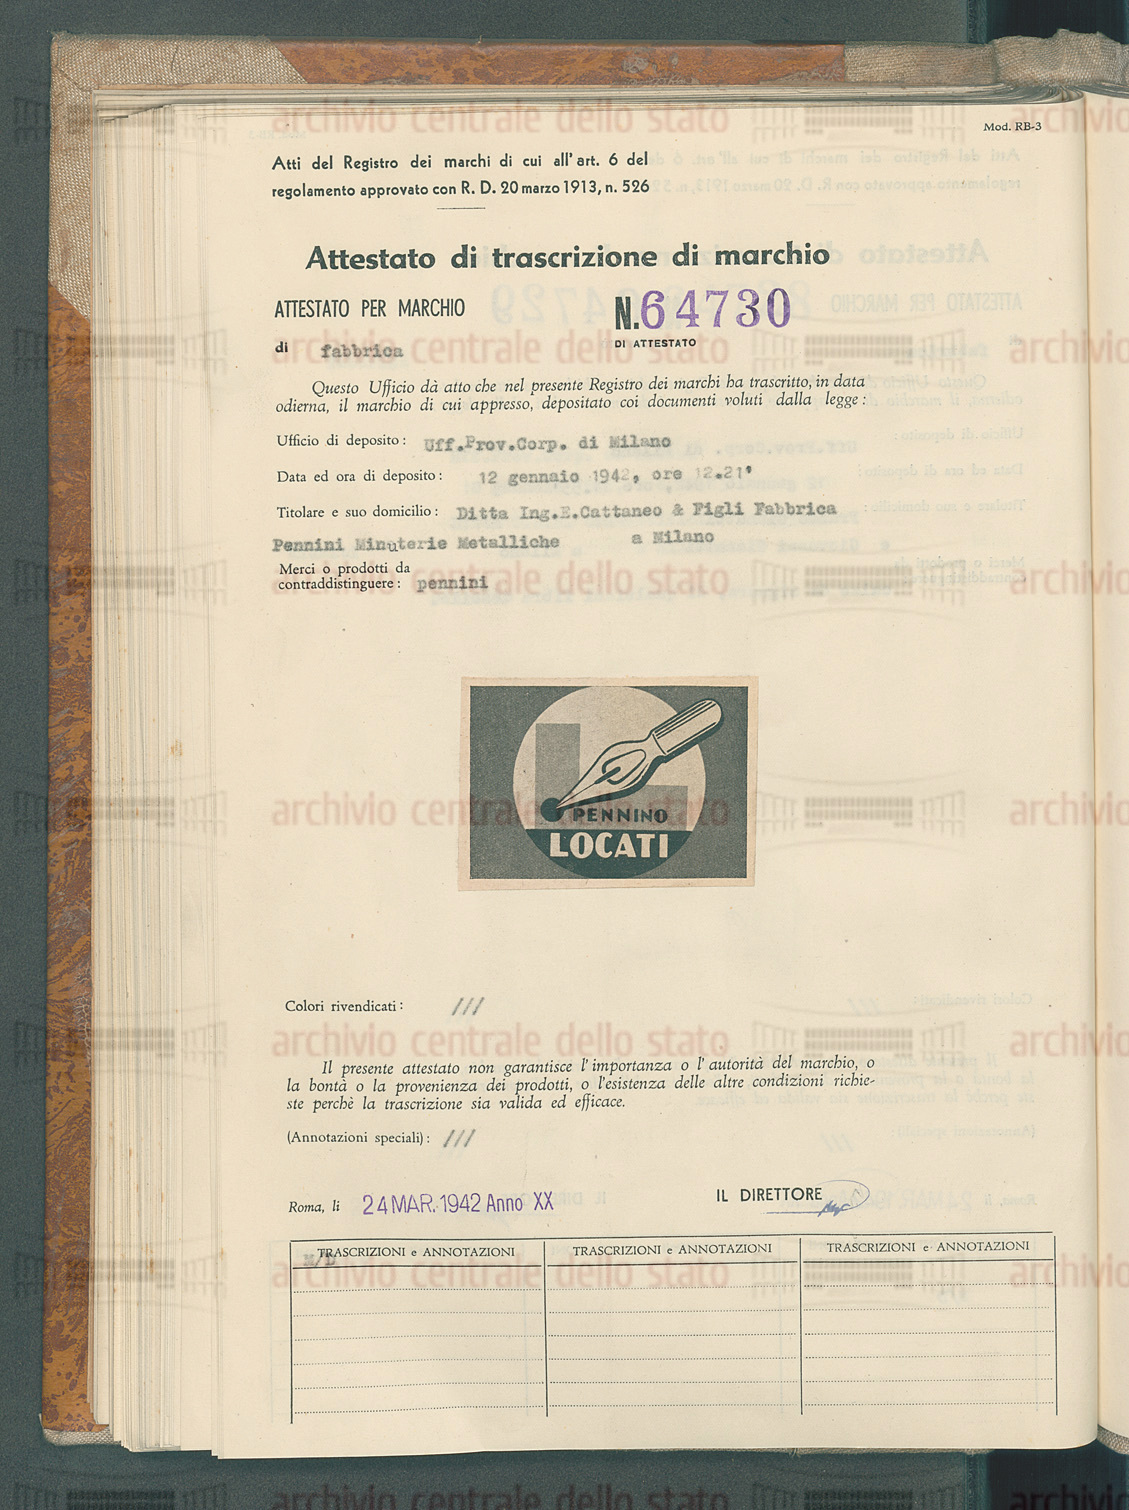 Mod. RB-3
Atti del Registro dei marchi di cui all'art. 6 del
regolamento approvato con R. D. 20 marzo 1913, n. 526
Attestato di trascrizione di marchio
ATTESTATO PER MARCHIO
N. 64730
di fabbrica
DI ATTESTATO
Questo Ufficio dà atto che nel presente Registro dei marchi ha trascritto, in data
odierna, il marchio di cui appresso, depositato coi documenti voluti dalla legge:
Ufficio di deposito: Uff.Prov.Corp. di Milano
Data ed ora di deposito: 12 gennaio 1942, ore 12.21'
Titolare e suo domicilio: Ditta Ing.E.Cattaneo & Figli Fabbrica
Pennini Minuterie Metalliche a Milano
Merci o prodotti da
contraddistinguere: pennini
PENNINO
LOCATI
Colori rivendicati: ///
Il presente attestato non garantisce l'importanza o l'autorità del marchio, o
la bontà o la provenienza dei prodotti, o l'esistenza delle altre condizioni richie-
ste perchè la trascrizione sia valida ed efficace.
(Annotazioni speciali): ///
Roma, li 24 MAR. 1942 Anno XX
IL DIRETTORE
TRASCRIZIONI e ANNOTAZIONI TRASCRIZIONI e ANNOTAZIONI TRASCRIZIONI e ANNOTAZIONI
archivio centrale dello stato